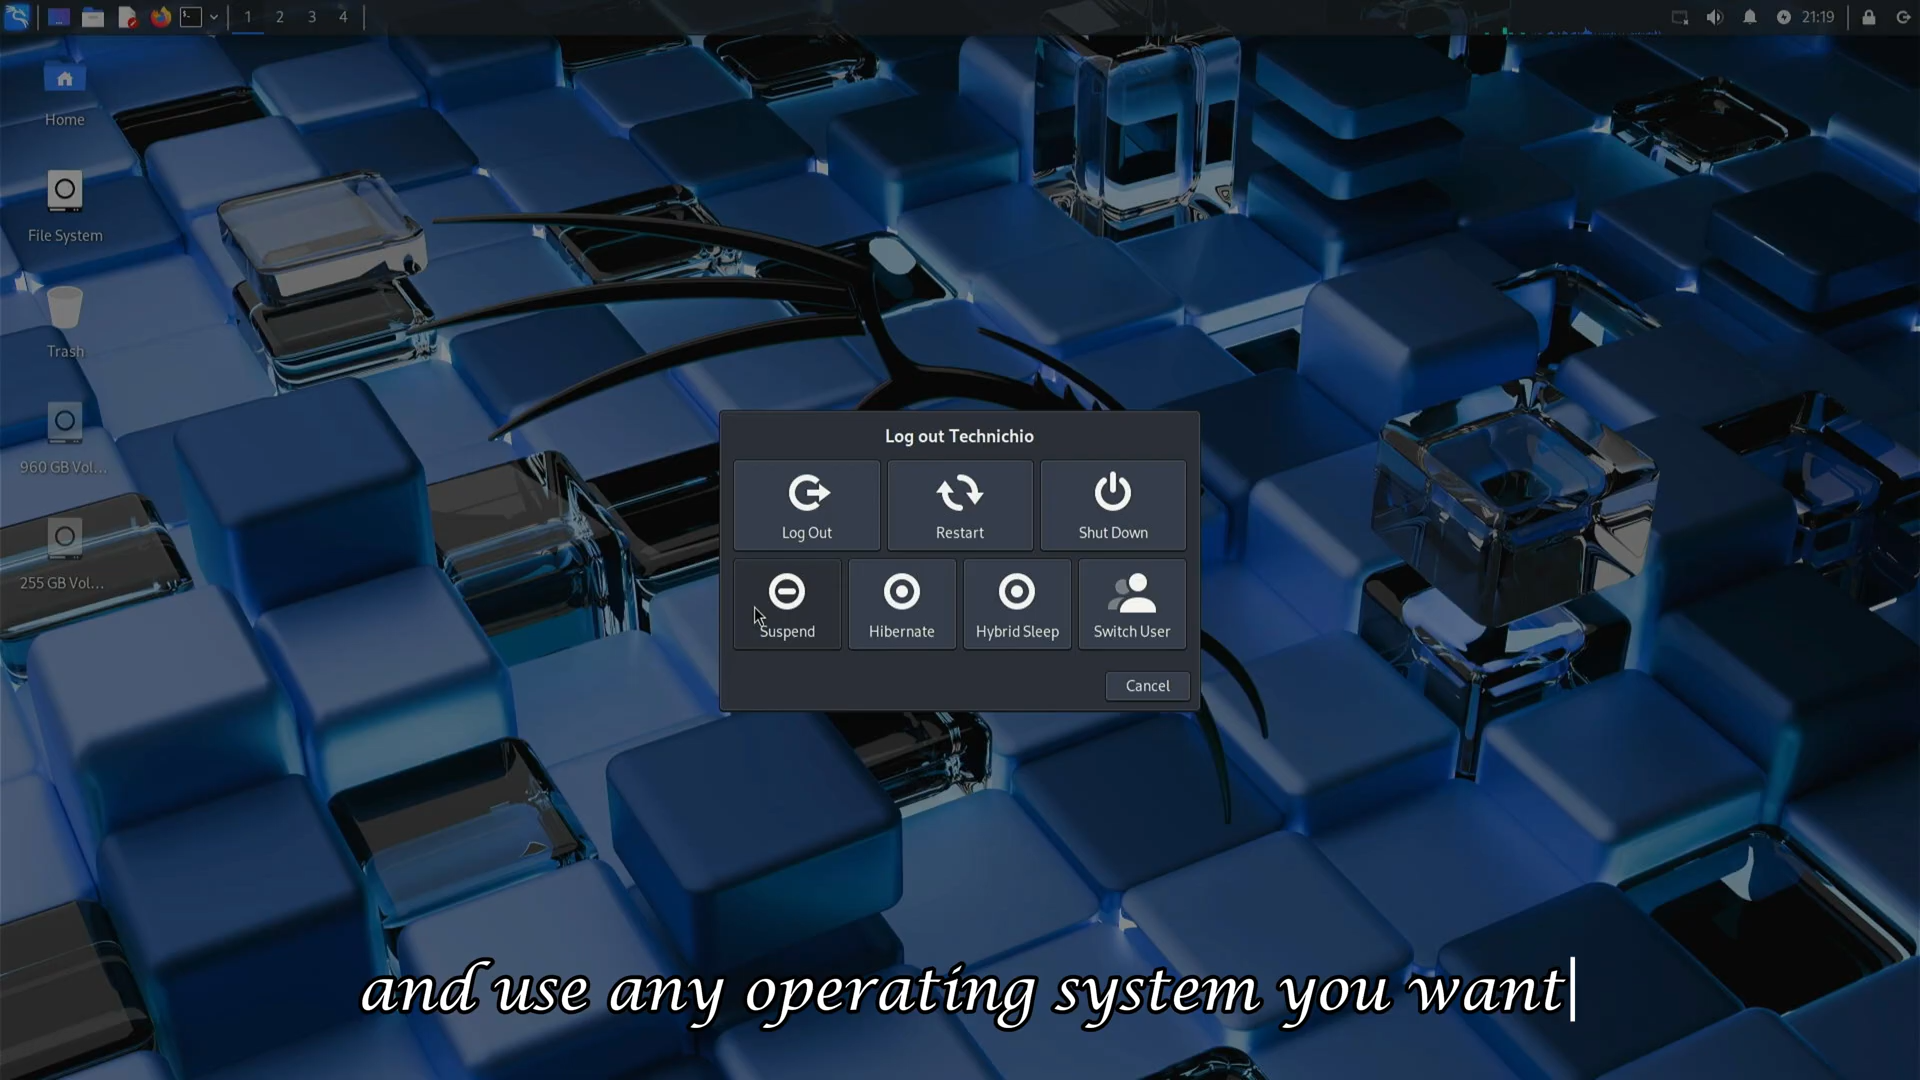 1 2 3 4
21:19
Home
File System
Trash
960 GB Vol...
255 GB Vol...
Log out Technichio
Log Out Restart Shut Down
Suspend Hibernate Hybrid Sleep Switch User
Cancel
and use any operating system you want